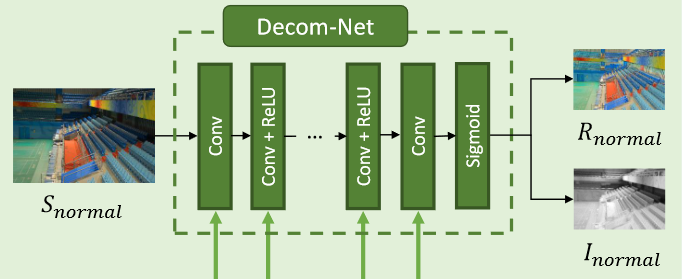 Decom-Net
Conv
Conv + ReLU
...
Conv + ReLU
Conv
Sigmoid
S_normal
R_normal
I_normal